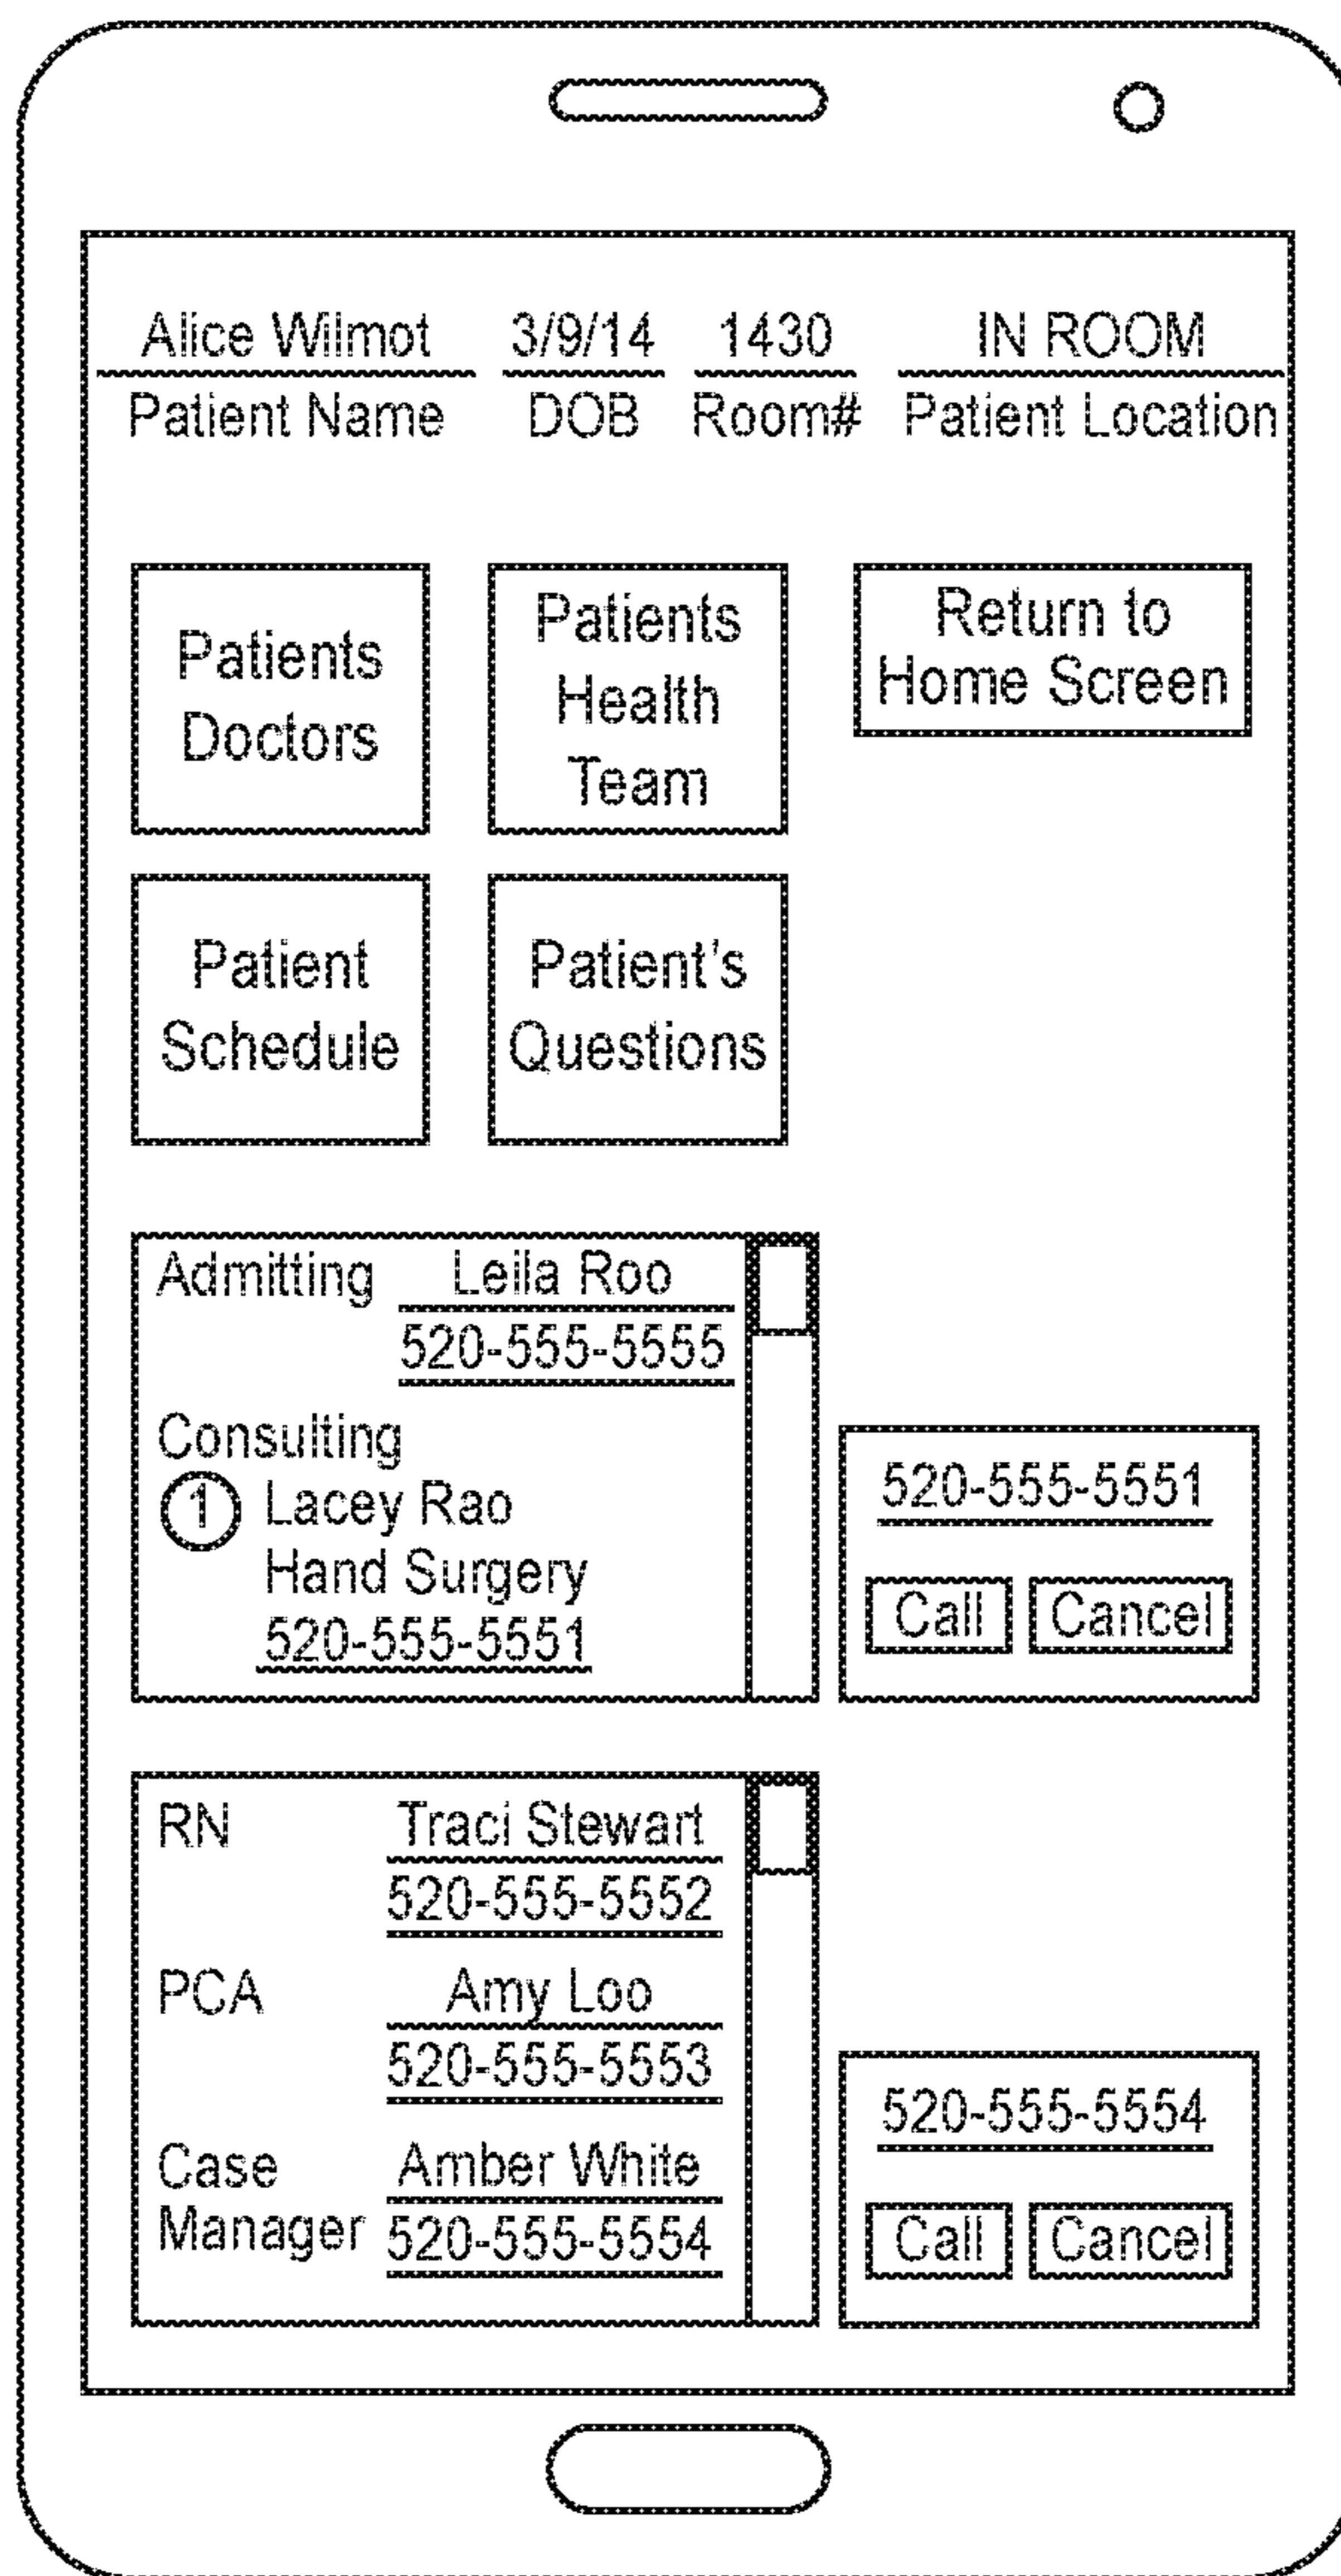 Alice Wilmot 3/9/14 1430 IN ROOM
Patient Name DOB Room# Patient Location
Patients
Doctors
Patients
Health
Team
Return to
Home Screen
Patient
Schedule
Patient's
Questions
Admitting Leila Roo
520-555-5555
Consulting
1 Lacey Rao
Hand Surgery
520-555-5551
520-555-5551
Call Cancel
RN Traci Stewart
520-555-5552
PCA Amy Loo
520-555-5553
Case Amber White
Manager 520-555-5554
520-555-5554
Call Cancel